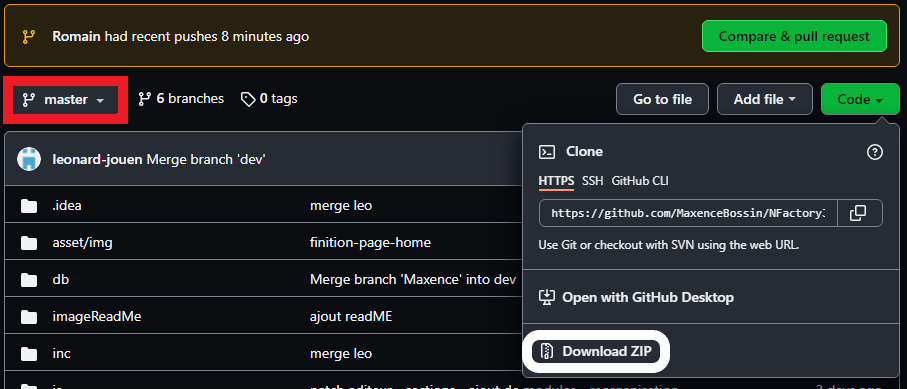 Romain had recent pushes 8 minutes ago
Compare & pull request
master
6 branches
0 tags
Go to file
Add file
Code
leonard-jouen Merge branch 'dev'
Clone
HTTPS SSH GitHub CLI
https://github.com/MaxenceBossin/NFactory
Use Git or checkout with SVN using the web URL.
Open with GitHub Desktop
Download ZIP
.idea merge leo
asset/img finition-page-home
db Merge branch 'Maxence' into dev
imageReadMe ajout readME
inc merge leo